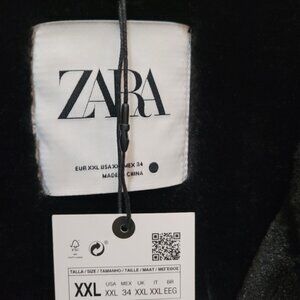 ZARA
EUR XXL USA XXL MEX 34
MADE IN CHINA
TALLA / SIZE / TAMANHO / TAILLE / MAAT / ΜΕΓΕΘΟΣ
XXL
USA MEX UK IT BR
XXL 34 XXL XXL EEG